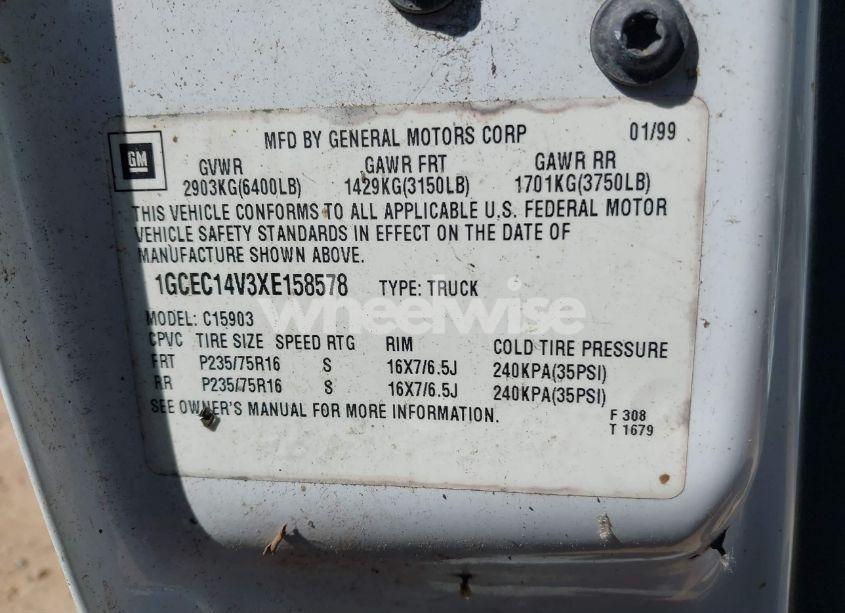 MFD BY GENERAL MOTORS CORP 01/99
GM
GVWR GAWR FRT GAWR RR
2903KG(6400LB) 1429KG(3150LB) 1701KG(3750LB)
THIS VEHICLE CONFORMS TO ALL APPLICABLE U.S. FEDERAL MOTOR
VEHICLE SAFETY STANDARDS IN EFFECT ON THE DATE OF
MANUFACTURE SHOWN ABOVE.
1GCEC14V3XE158578 TYPE: TRUCK
wheelwise
MODEL: C15903
CPVC TIRE SIZE SPEED RTG RIM COLD TIRE PRESSURE
FRT P235/75R16 S 16X7/6.5J 240KPA(35PSI)
RR P235/75R16 S 16X7/6.5J 240KPA(35PSI)
SEE OWNER'S MANUAL FOR MORE INFORMATION.
F 308
T 1679